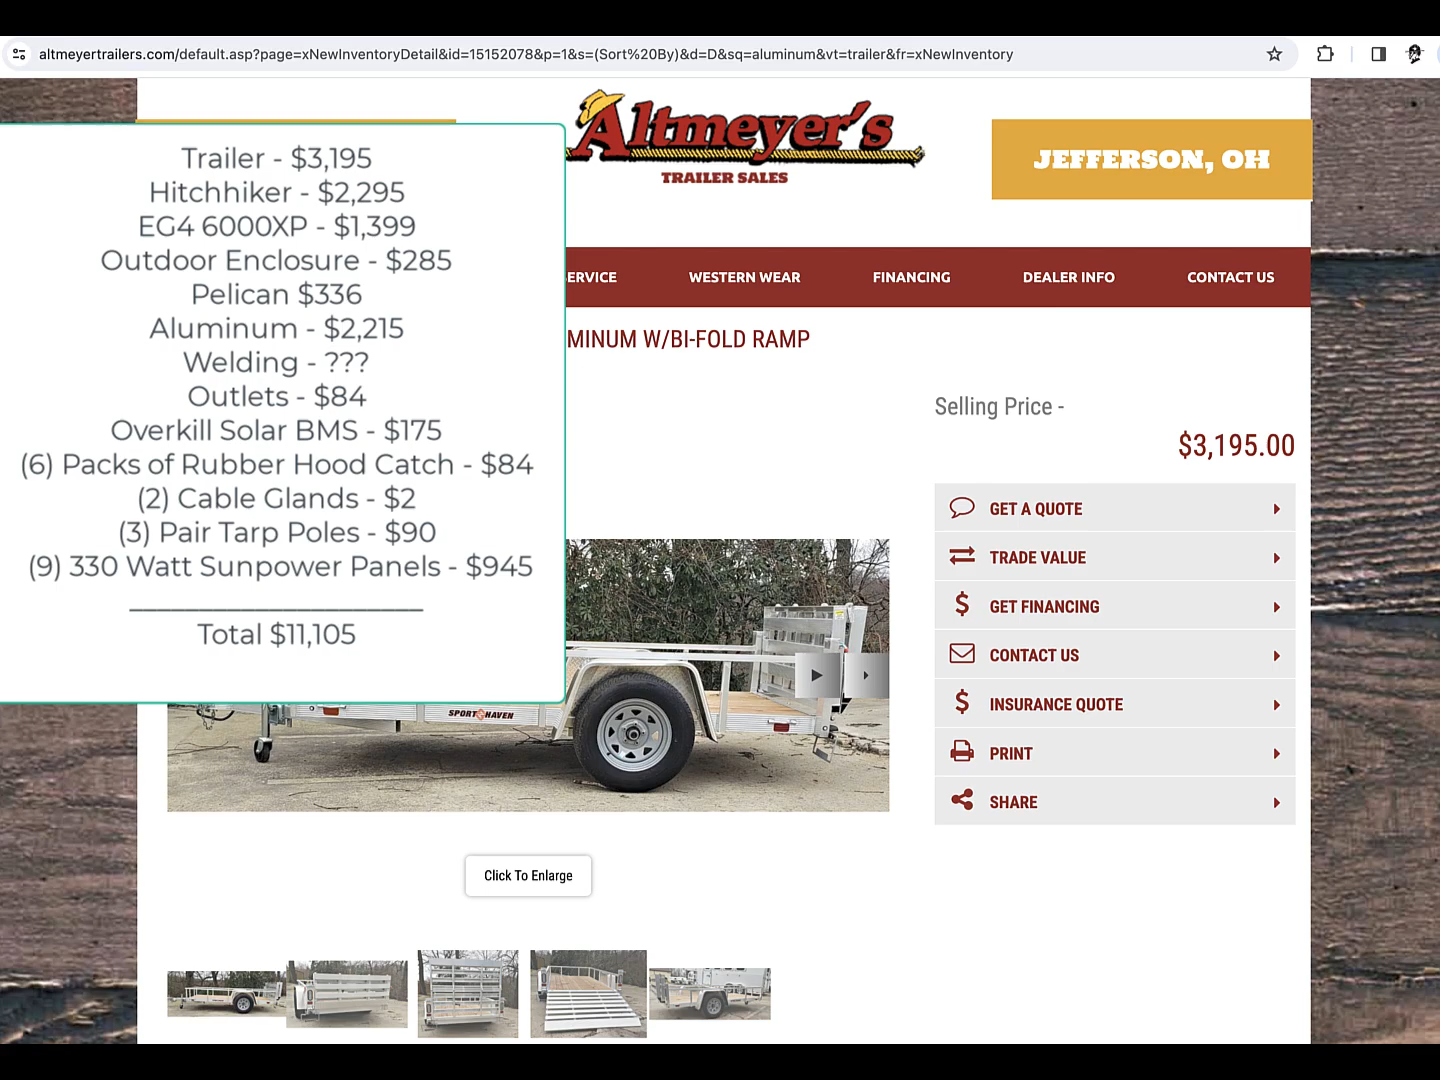 altmeyertrailers.com/default.asp?page=xNewInventoryDetail&id=15152078&p=1&s=(Sort%20By)&d=D&sq=aluminum&vt=trailer&fr=xNewInventory
Altmeyer's
TRAILER SALES
JEFFERSON, OH
ERVICE
WESTERN WEAR
FINANCING
DEALER INFO
CONTACT US
MINUM W/BI-FOLD RAMP
Trailer - $3,195
Hitchhiker - $2,295
EG4 6000XP - $1,399
Outdoor Enclosure - $285
Pelican $336
Aluminum - $2,215
Welding - ???
Outlets - $84
Overkill Solar BMS - $175
(6) Packs of Rubber Hood Catch - $84
(2) Cable Glands - $2
(3) Pair Tarp Poles - $90
(9) 330 Watt Sunpower Panels - $945
Total $11,105
Selling Price -
$3,195.00
GET A QUOTE
TRADE VALUE
GET FINANCING
CONTACT US
INSURANCE QUOTE
PRINT
SHARE
SPORT HAVEN
Click To Enlarge